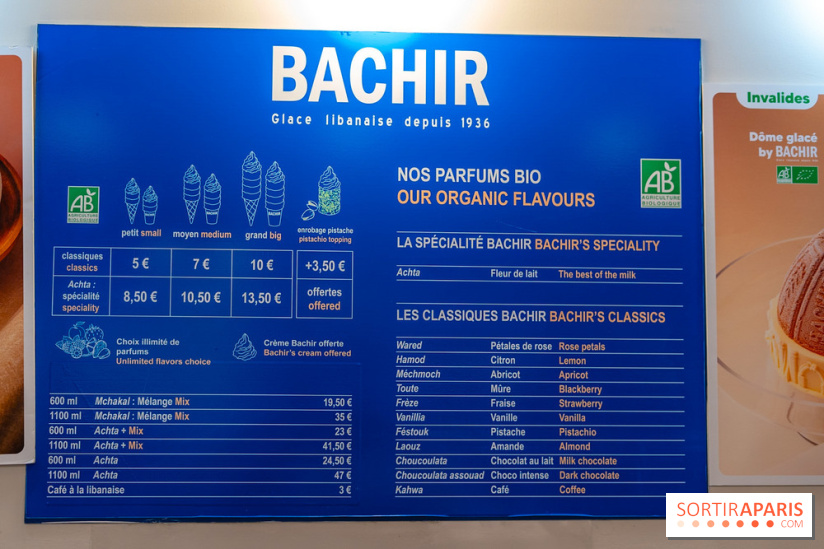 BACHIR
Glace libanaise depuis 1936
AB
AGRICULTURE
BIOLOGIQUE
petit small
moyen medium
grand big
enrobage pistache
pistachio topping
classiques
classics
5 €
7 €
10 €
+3,50 €
Achta :
spécialité
speciality
8,50 €
10,50 €
13,50 €
offertes
offered
Choix illimité de
parfums
Unlimited flavors choice
Crème Bachir offerte
Bachir's cream offered
600 ml Mchakal : Mélange Mix 19,50 €
1100 ml Mchakal : Mélange Mix 35 €
600 ml Achta + Mix 23 €
1100 ml Achta + Mix 41,50 €
600 ml Achta 24,50 €
1100 ml Achta 47 €
Café à la libanaise 3 €
NOS PARFUMS BIO
OUR ORGANIC FLAVOURS
AB
AGRICULTURE
BIOLOGIQUE
LA SPÉCIALITÉ BACHIR BACHIR'S SPECIALITY
Achta Fleur de lait The best of the milk
LES CLASSIQUES BACHIR BACHIR'S CLASSICS
Wared Pétales de rose Rose petals
Hamod Citron Lemon
Méchmoch Abricot Apricot
Toute Mûre Blackberry
Frèze Fraise Strawberry
Vanillia Vanille Vanilla
Féstouk Pistache Pistachio
Laouz Amande Almond
Choucoulata Chocolat au lait Milk chocolate
Choucoulata assouad Choco intense Dark chocolate
Kahwa Café Coffee
Invalides
Dôme glacé
by BACHIR
AB
SORTIRAPARIS
.COM